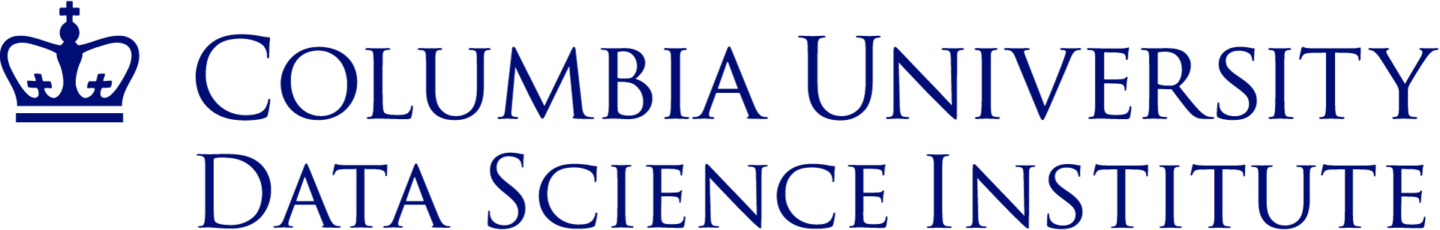 COLUMBIA UNIVERSITY
DATA SCIENCE INSTITUTE